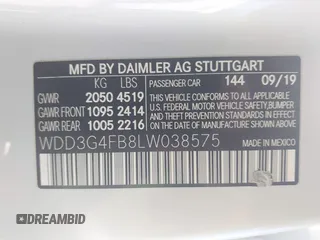 MFD BY DAIMLER AG STUTTGART
KG LBS PASSENGER CAR 144 09/19
GVWR 2050 4519
GAWR FRONT 1095 2414
GAWR REAR 1005 2216
THIS VEHICLE CONFORMS TO ALL APPLICABLE U.S. FEDERAL MOTOR VEHICLE SAFETY, BUMPER, AND THEFT PREVENTION STANDARDS IN EFFECT ON THE DATE OF MANUFACTURE SHOWN ABOVE.
WDD3G4FB8LW038575
MADE IN MEXICO
DREAMBID